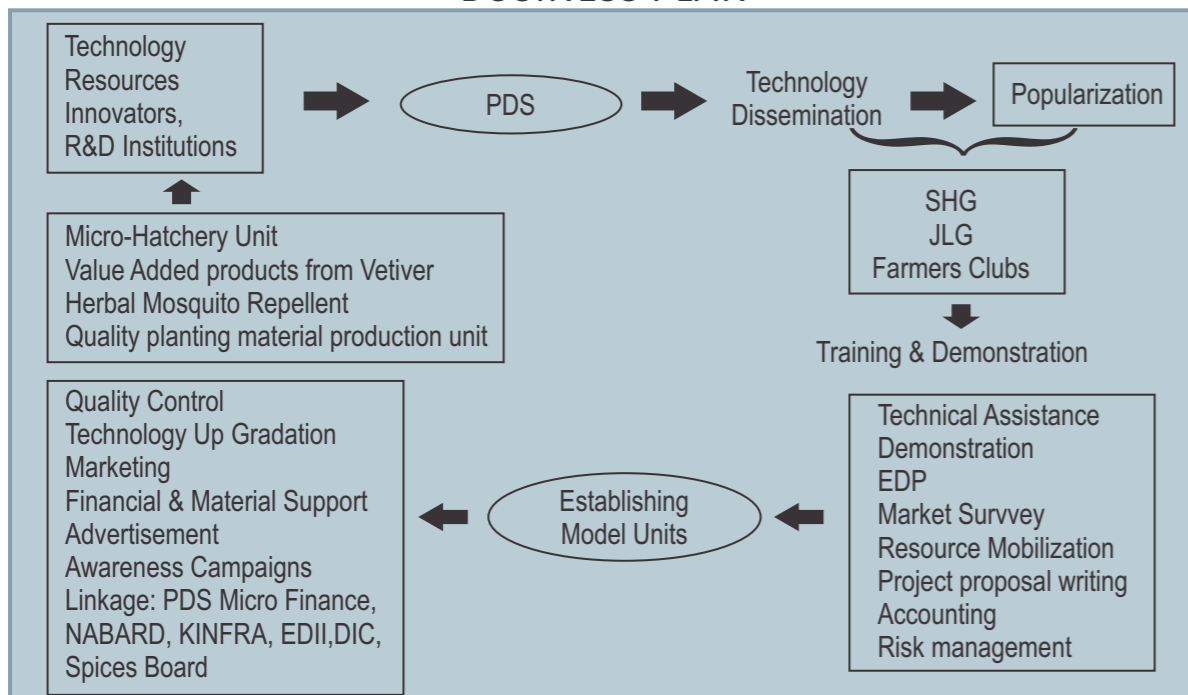 BUSINESS PLAN
Technology
Resources
Innovators,
R&D Institutions
PDS
Technology
Dissemination
Popularization
SHG
JLG
Farmers Clubs
Training & Demonstration
Micro-Hatchery Unit
Value Added products from Vetiver
Herbal Mosquito Repellent
Quality planting material production unit
Technical Assistance
Demonstration
EDP
Market Survvey
Resource Mobilization
Project proposal writing
Accounting
Risk management
Establishing
Model Units
Quality Control
Technology Up Gradation
Marketing
Financial & Material Support
Advertisement
Awareness Campaigns
Linkage: PDS Micro Finance,
NABARD, KINFRA, EDII,DIC,
Spices Board